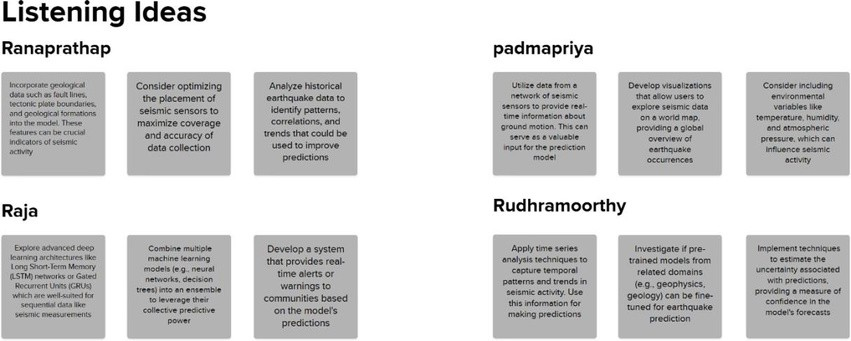 Listening Ideas
Ranaprathap
Incorporate geological
data such as fault lines,
tectonic plate boundaries,
and geological formations
into the model. These
features can be crucial
indicators of seismic
activity
Consider optimizing
the placement of
seismic sensors to
maximize coverage
and accuracy of
data collection
Analyze historical
earthquake data to
identify patterns,
correlations, and
trends that could be
used to improve
predictions
padmapriya
Utilize data from a
network of seismic
sensors to provide real-
time information about
ground motion. This can
serve as a valuable
input for the prediction
model
Develop visualizations
that allow users to
explore seismic data
on a world map,
providing a global
overview of
earthquake
occurrences
Consider including
environmental
variables like
temperature, humidity,
and atmospheric
pressure, which can
influence seismic
activity
Raja
Explore advanced deep
learning architectures like
Long Short-Term Memory
(LSTM) networks or Gated
Recurrent Units (GRUs)
which are well-suited for
sequential data like
seismic measurements
Combine multiple
machine learning
models (e.g., neural
networks, decision
trees) into an ensemble
to leverage their
collective predictive
power
Develop a system
that provides real-
time alerts or
warnings to
communities based
on the model's
predictions
Rudhramoorthy
Apply time series
analysis techniques to
capture temporal
patterns and trends in
seismic activity. Use
this information for
making predictions
Investigate if pre-
trained models from
related domains
(e.g., geophysics,
geology) can be fine-
tuned for earthquake
prediction
Implement techniques
to estimate the
uncertainty associated
with predictions,
providing a measure of
confidence in the
model's forecasts